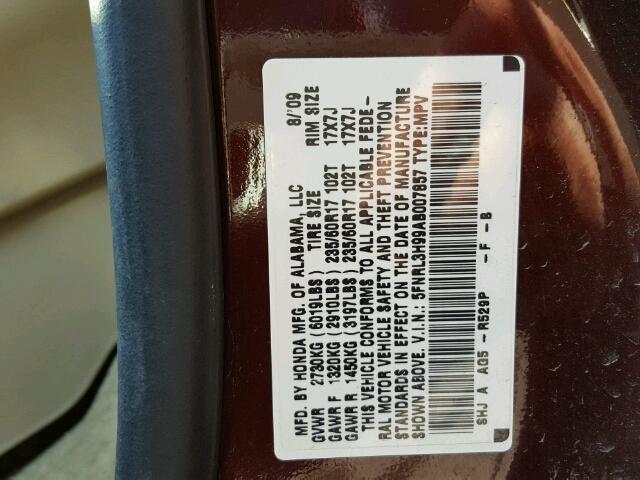 MFD. BY HONDA MFG. OF ALABAMA, LLC 8/'09
GVWR 2730KG (6019LBS) TIRE SIZE RIM SIZE
GAWR F 1320KG (2910LBS) 235/60R17 102T 17X7J
GAWR R 1450KG (3197LBS) 235/60R17 102T 17X7J
THIS VEHICLE CONFORMS TO ALL APPLICABLE FEDE-
RAL MOTOR VEHICLE SAFETY AND THEFT PREVENTION
STANDARDS IN EFFECT ON THE DATE OF MANUFACTURE
SHOWN ABOVE. V.I.N.: 5FNRL3H99AB007857 TYPE:MPV
SHJ A AG5 -R529P -F -B